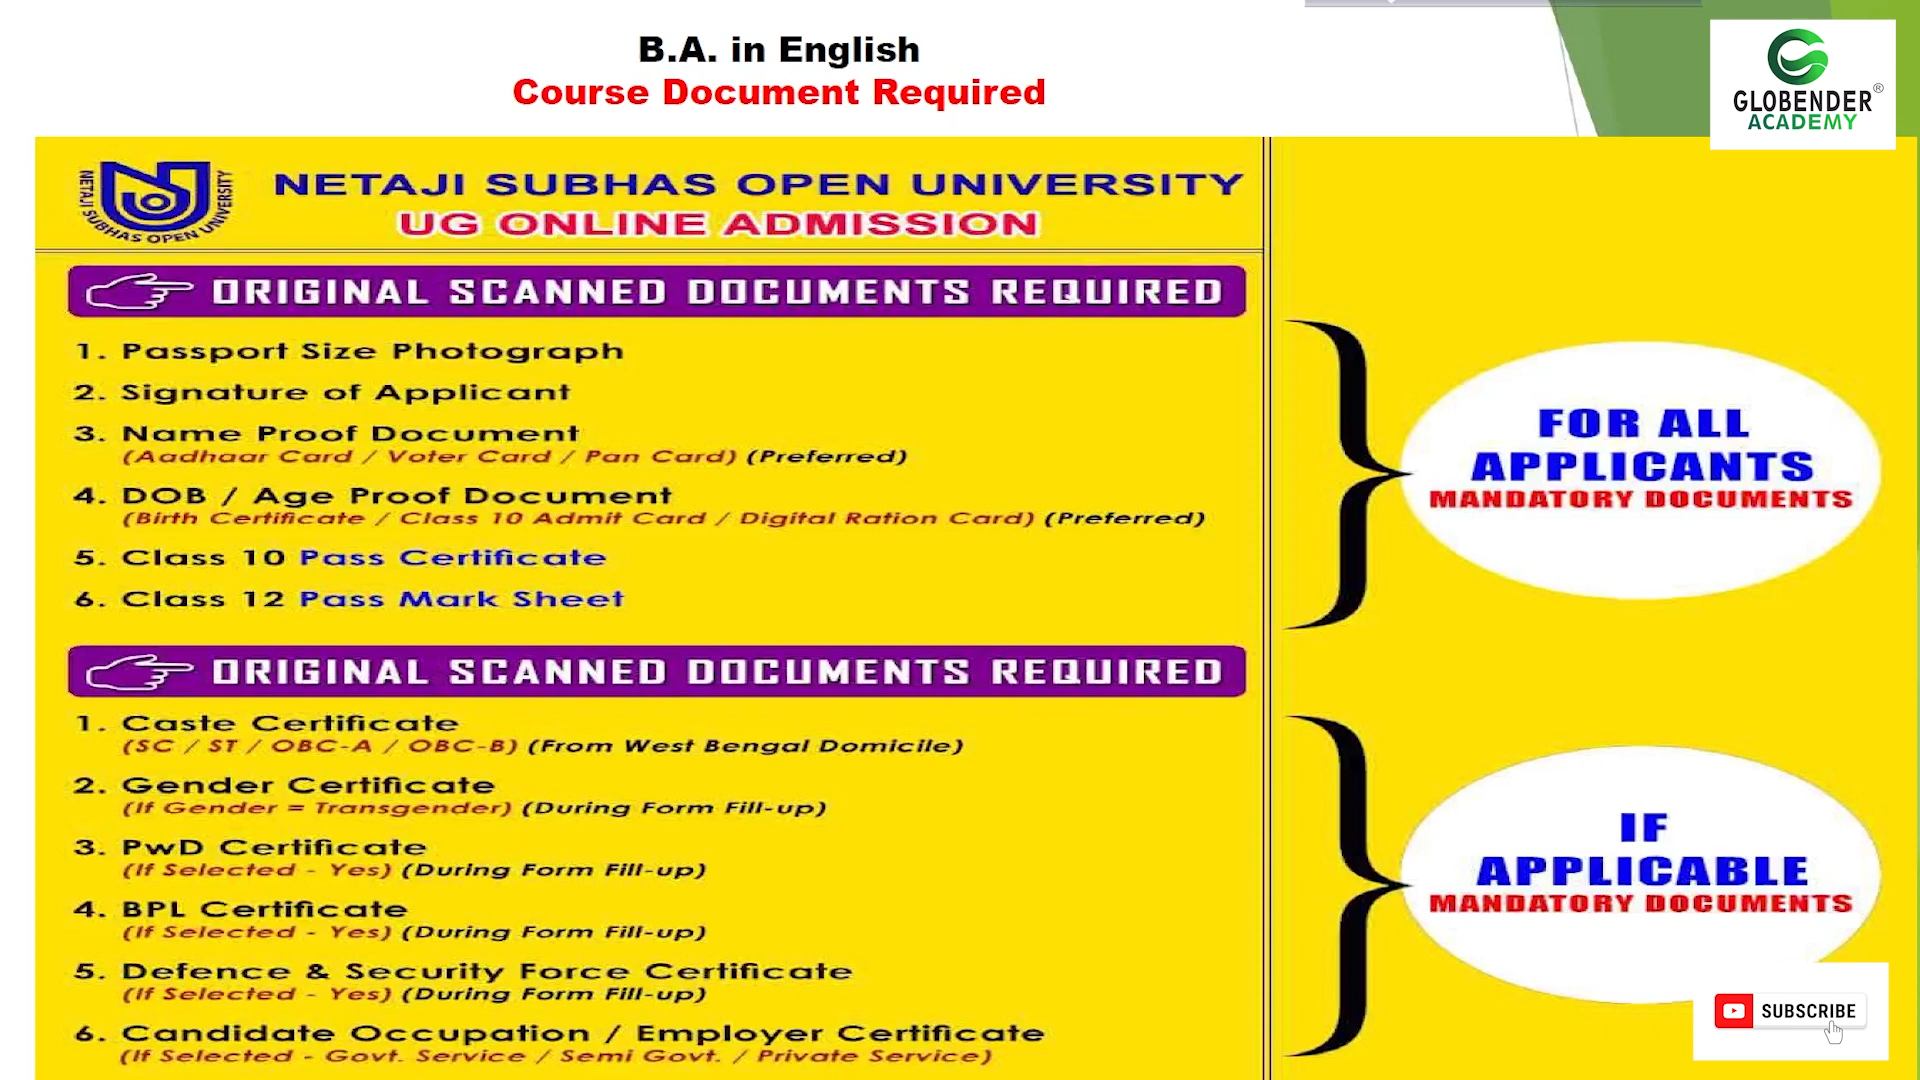 B.A. in English
Course Document Required
GLOBENDER®
ACADEMY
NETAJI SUBHAS OPEN UNIVERSITY
NETAJI SUBHAS OPEN UNIVERSITY
UG ONLINE ADMISSION
ORIGINAL SCANNED DOCUMENTS REQUIRED
1. Passport Size Photograph
2. Signature of Applicant
3. Name Proof Document
(Aadhaar Card / Voter Card / Pan Card) (Preferred)
4. DOB / Age Proof Document
(Birth Certificate / Class 10 Admit Card / Digital Ration Card) (Preferred)
5. Class 10 Pass Certificate
6. Class 12 Pass Mark Sheet
FOR ALL
APPLICANTS
MANDATORY DOCUMENTS
ORIGINAL SCANNED DOCUMENTS REQUIRED
1. Caste Certificate
(SC / ST / OBC-A / OBC-B) (From West Bengal Domicile)
2. Gender Certificate
(If Gender = Transgender) (During Form Fill-up)
3. PwD Certificate
(If Selected - Yes) (During Form Fill-up)
4. BPL Certificate
(If Selected - Yes) (During Form Fill-up)
5. Defence & Security Force Certificate
(If Selected - Yes) (During Form Fill-up)
6. Candidate Occupation / Employer Certificate
(If Selected - Govt. Service / Semi Govt. / Private Service)
IF
APPLICABLE
MANDATORY DOCUMENTS
SUBSCRIBE